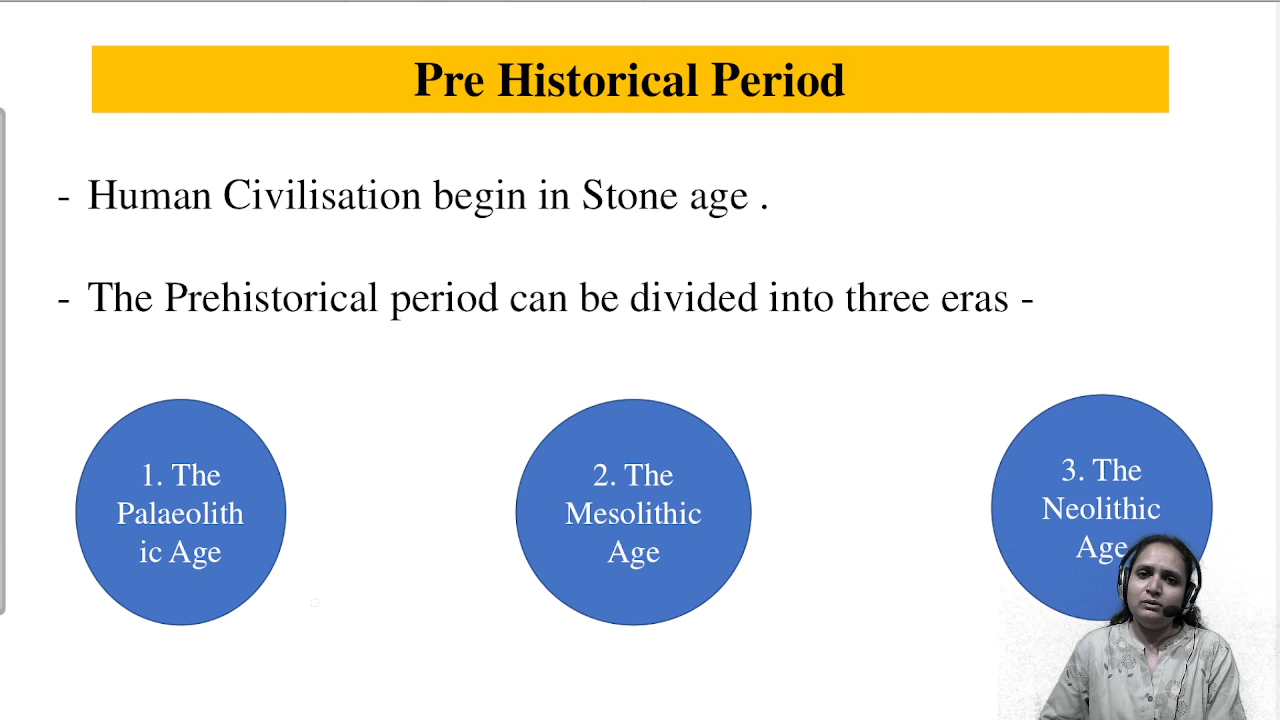 Pre Historical Period
- Human Civilisation begin in Stone age .
- The Prehistorical period can be divided into three eras -
1. The
Palaeolith
ic Age
2. The
Mesolithic
Age
3. The
Neolithic
Age